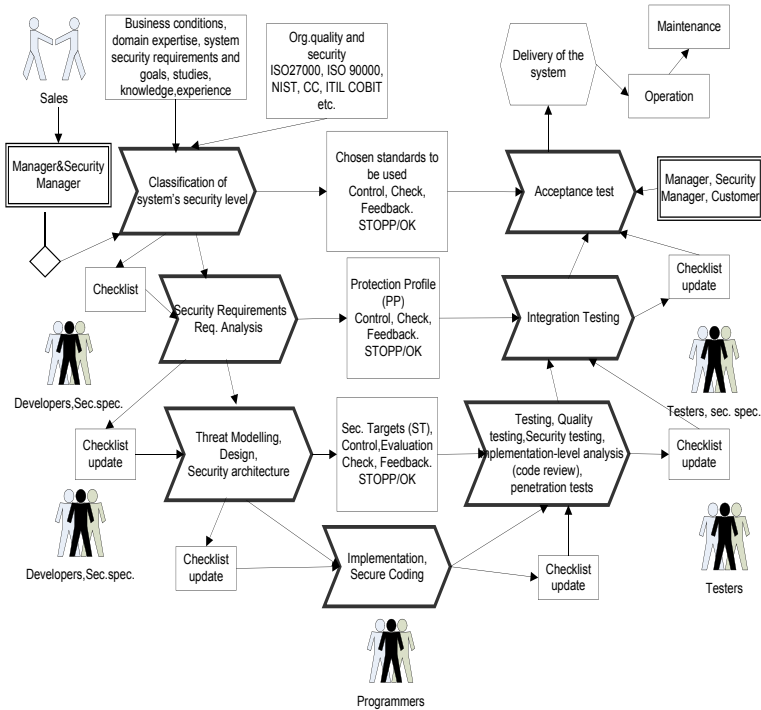 Business conditions,
domain expertise, system
security requirements and
goals, studies,
knowledge,experience
Org.quality and
security
ISO27000, ISO 90000,
NIST, CC, ITIL COBIT
etc.
Delivery of the
system
Maintenance
Operation
Sales
Manager&Security
Manager
Classification of
system's security level
Chosen standards to
be used
Control, Check,
Feedback.
STOPP/OK
Acceptance test
Manager, Security
Manager, Customer
Checklist
Security Requirements
Req. Analysis
Protection Profile
(PP)
Control, Check,
Feedback.
STOPP/OK
Integration Testing
Checklist
update
Developers,Sec.spec.
Testers, sec. spec.
Checklist
update
Threat Modelling,
Design,
Security architecture
Sec. Targets (ST),
Control,Evaluation
Check, Feedback.
STOPP/OK
Testing, Quality
testing,Security testing,
mplementation-level analysis
(code review),
penetration tests
Checklist
update
Developers,Sec.spec.
Checklist
update
Implementation,
Secure Coding
Checklist
update
Testers
Programmers